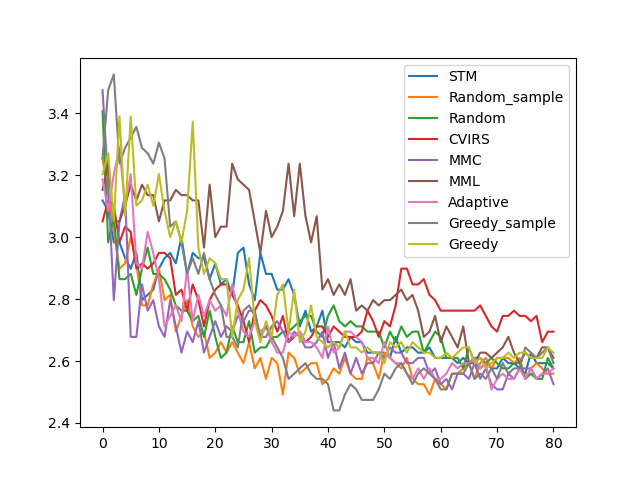 3.4
3.2
3.0
2.8
2.6
2.4
0 10 20 30 40 50 60 70 80
STM
Random_sample
Random
CVIRS
MMC
MML
Adaptive
Greedy_sample
Greedy